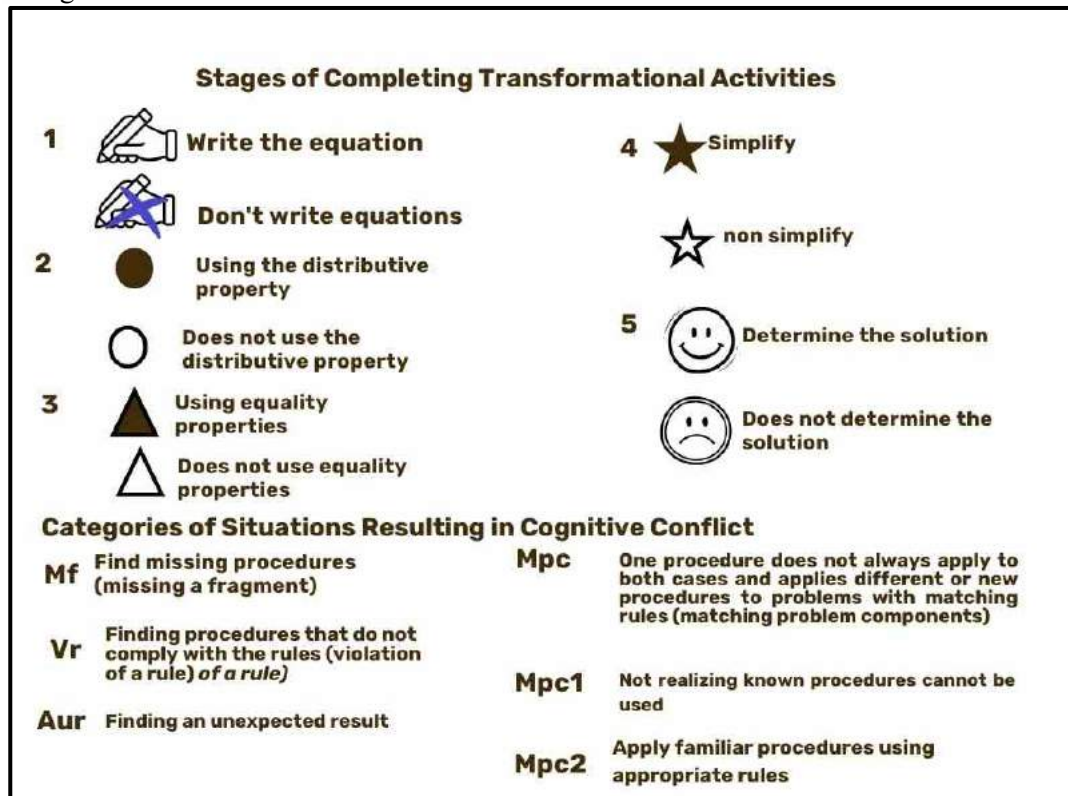 Stages of Completing Transformational Activities
1 Write the equation
Don't write equations
2 Using the distributive
property
Does not use the
distributive property
3 Using equality
properties
Does not use equality
properties
4 Simplify
non simplify
5 Determine the solution
Does not determine the
solution
Categories of Situations Resulting in Cognitive Conflict
Mf Find missing procedures
(missing a fragment)
Vr Finding procedures that do not
comply with the rules (violation
of a rule) of a rule)
Aur Finding an unexpected result
Mpc One procedure does not always apply to
both cases and applies different or new
procedures to problems with matching
rules (matching problem components)
Mpc1 Not realizing known procedures cannot be
used
Mpc2 Apply familiar procedures using
appropriate rules